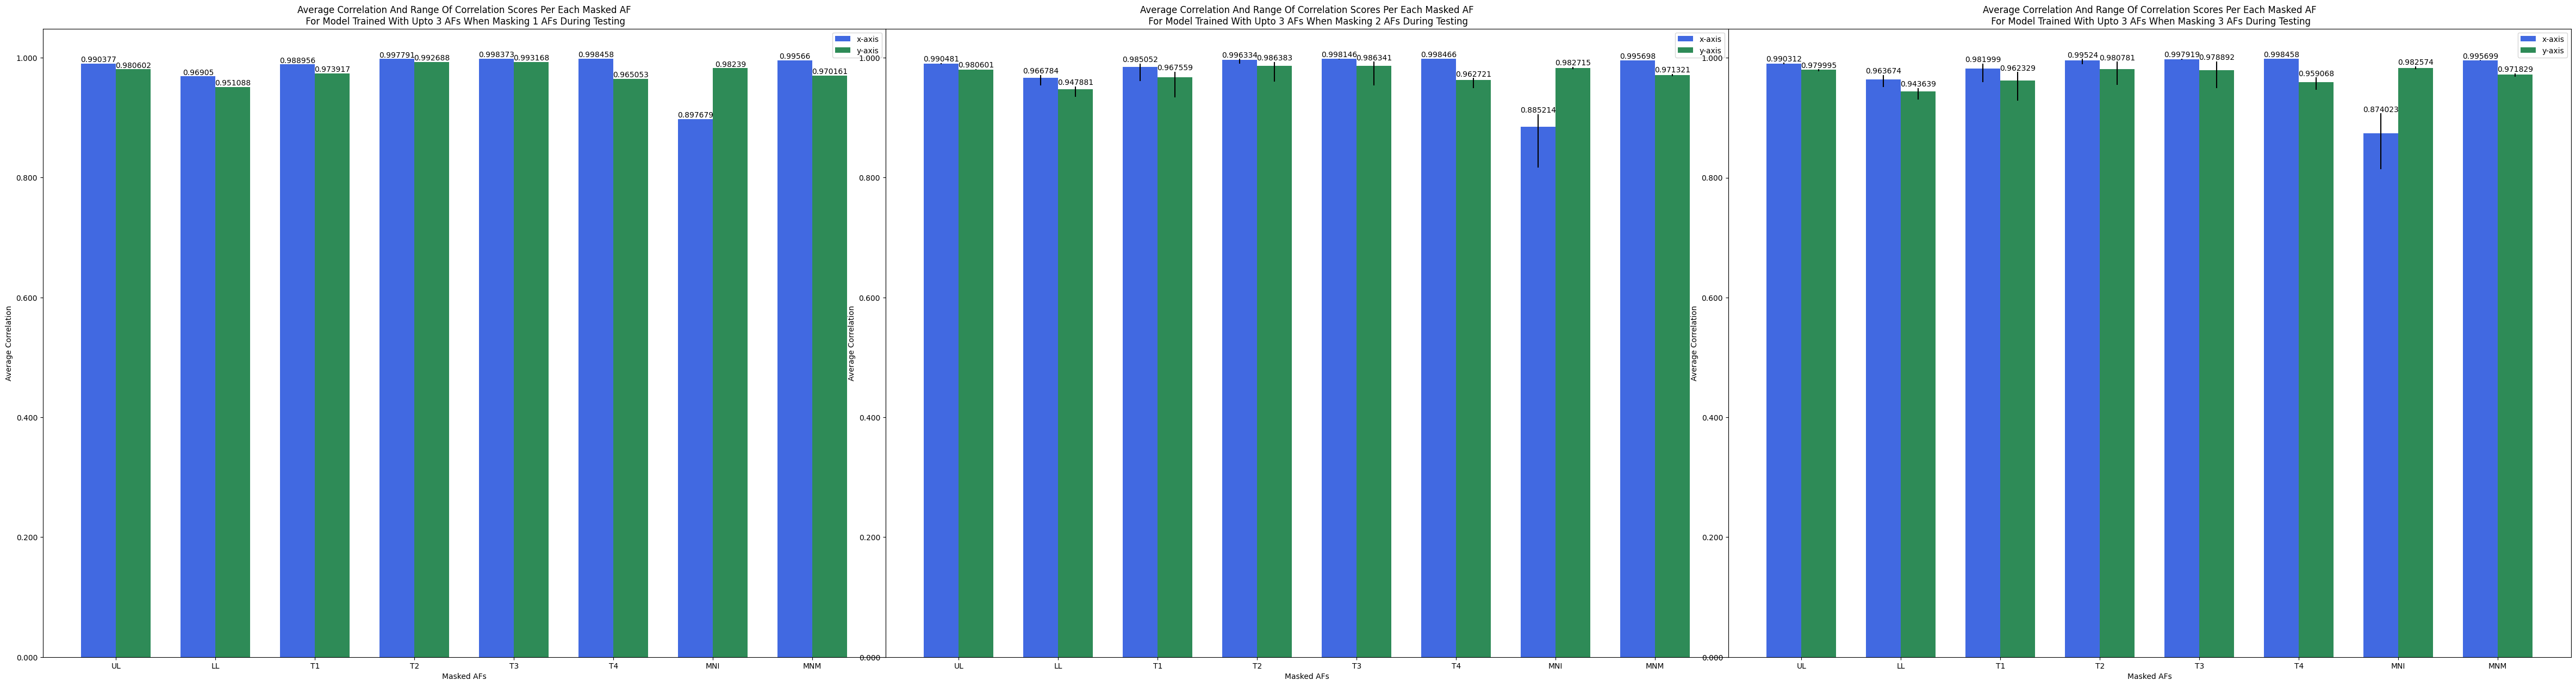 Average Correlation And Range Of Correlation Scores Per Each Masked AF
For Model Trained With Upto 3 AFs When Masking 1 AFs During Testing
x-axis
y-axis
1.000
0.800
0.600
0.400
0.200
0.000
Average Correlation
0.990377
0.980602
0.96905
0.951088
0.988956
0.973917
0.997791
0.992688
0.998373
0.993168
0.998458
0.965053
0.897679
0.98239
0.99566
0.970161
UL
LL
T1
T2
T3
T4
MNI
MNM
Masked AFs
Average Correlation And Range Of Correlation Scores Per Each Masked AF
For Model Trained With Upto 3 AFs When Masking 2 AFs During Testing
x-axis
y-axis
1.000
0.800
0.600
0.400
0.200
0.000
Average Correlation
0.990481
0.980601
0.966784
0.947881
0.985052
0.967559
0.996334
0.986383
0.998146
0.986341
0.998466
0.962721
0.885214
0.982715
0.995698
0.971321
UL
LL
T1
T2
T3
T4
MNI
MNM
Masked AFs
Average Correlation And Range Of Correlation Scores Per Each Masked AF
For Model Trained With Upto 3 AFs When Masking 3 AFs During Testing
x-axis
y-axis
1.000
0.800
0.600
0.400
0.200
0.000
Average Correlation
0.990312
0.979995
0.963674
0.943639
0.981999
0.962329
0.99524
0.980781
0.997919
0.978892
0.998458
0.959068
0.874023
0.982574
0.995699
0.971829
UL
LL
T1
T2
T3
T4
MNI
MNM
Masked AFs